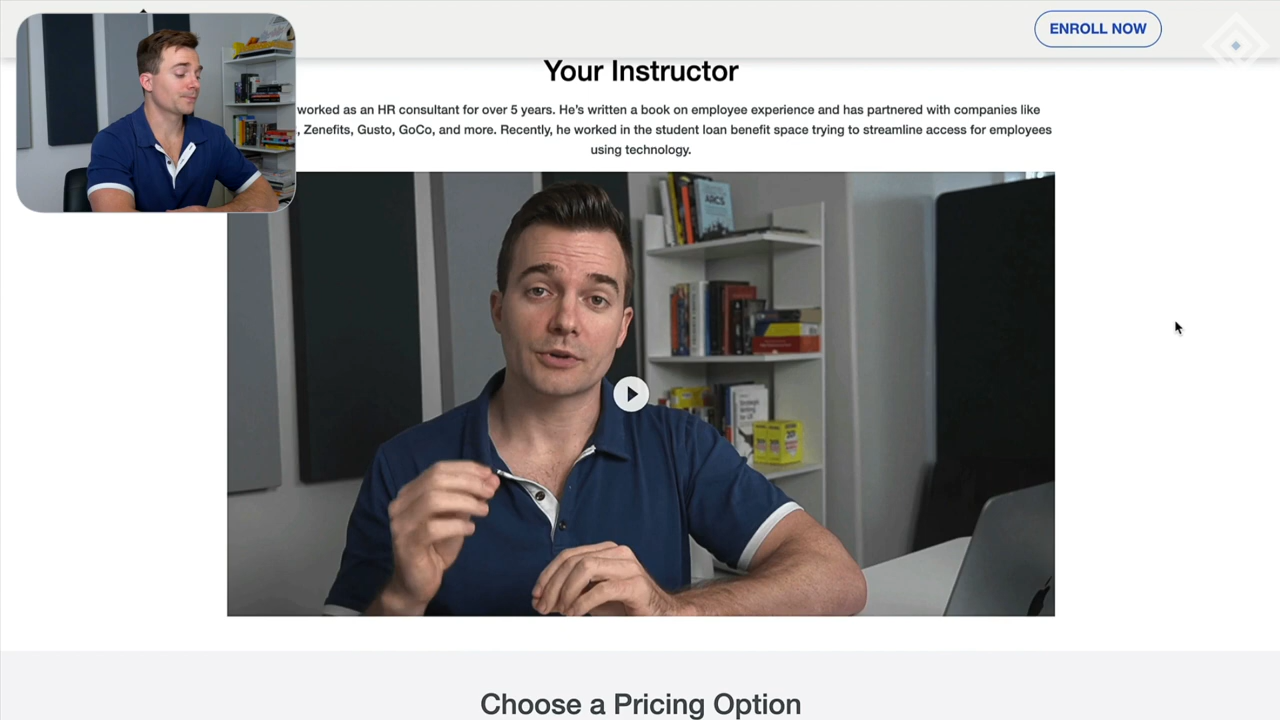 ENROLL NOW
Your Instructor
worked as an HR consultant for over 5 years. He's written a book on employee experience and has partnered with companies like
, Zenefits, Gusto, GoCo, and more. Recently, he worked in the student loan benefit space trying to streamline access for employees
using technology.
ARCS
Choose a Pricing Option